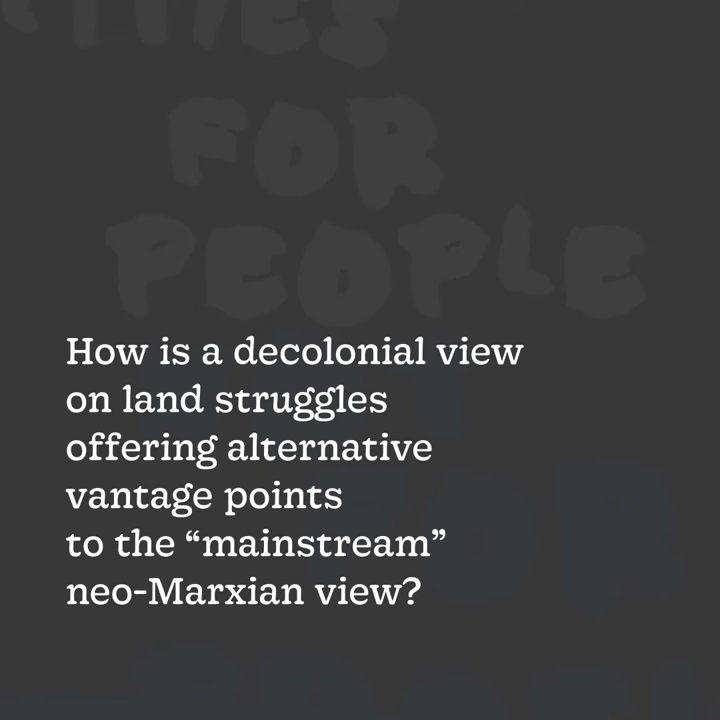 FOR
PEOPLE
How is a decolonial view
on land struggles
offering alternative
vantage points
to the “mainstream”
neo-Marxian view?
FOR